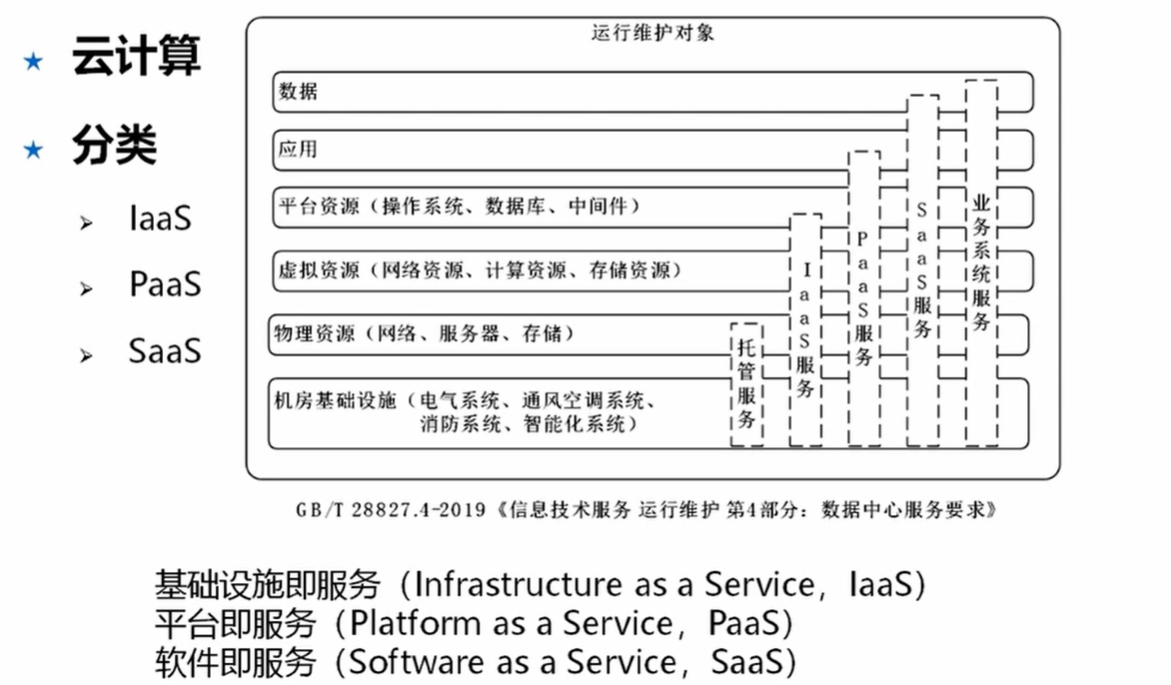 云计算
分类
IaaS
PaaS
SaaS
运行维护对象
数据
应用
平台资源（操作系统、数据库、中间件）
虚拟资源（网络资源、计算资源、存储资源）
物理资源（网络、服务器、存储）
机房基础设施（电气系统、通风空调系统、
消防系统、智能化系统）
托管服务
IaaS服务
PaaS服务
SaaS服务
业务系统服务
GB/T 28827.4-2019《信息技术服务 运行维护 第4部分：数据中心服务要求》
基础设施即服务（Infrastructure as a Service，IaaS）
平台即服务（Platform as a Service，PaaS）
软件即服务（Software as a Service，SaaS）